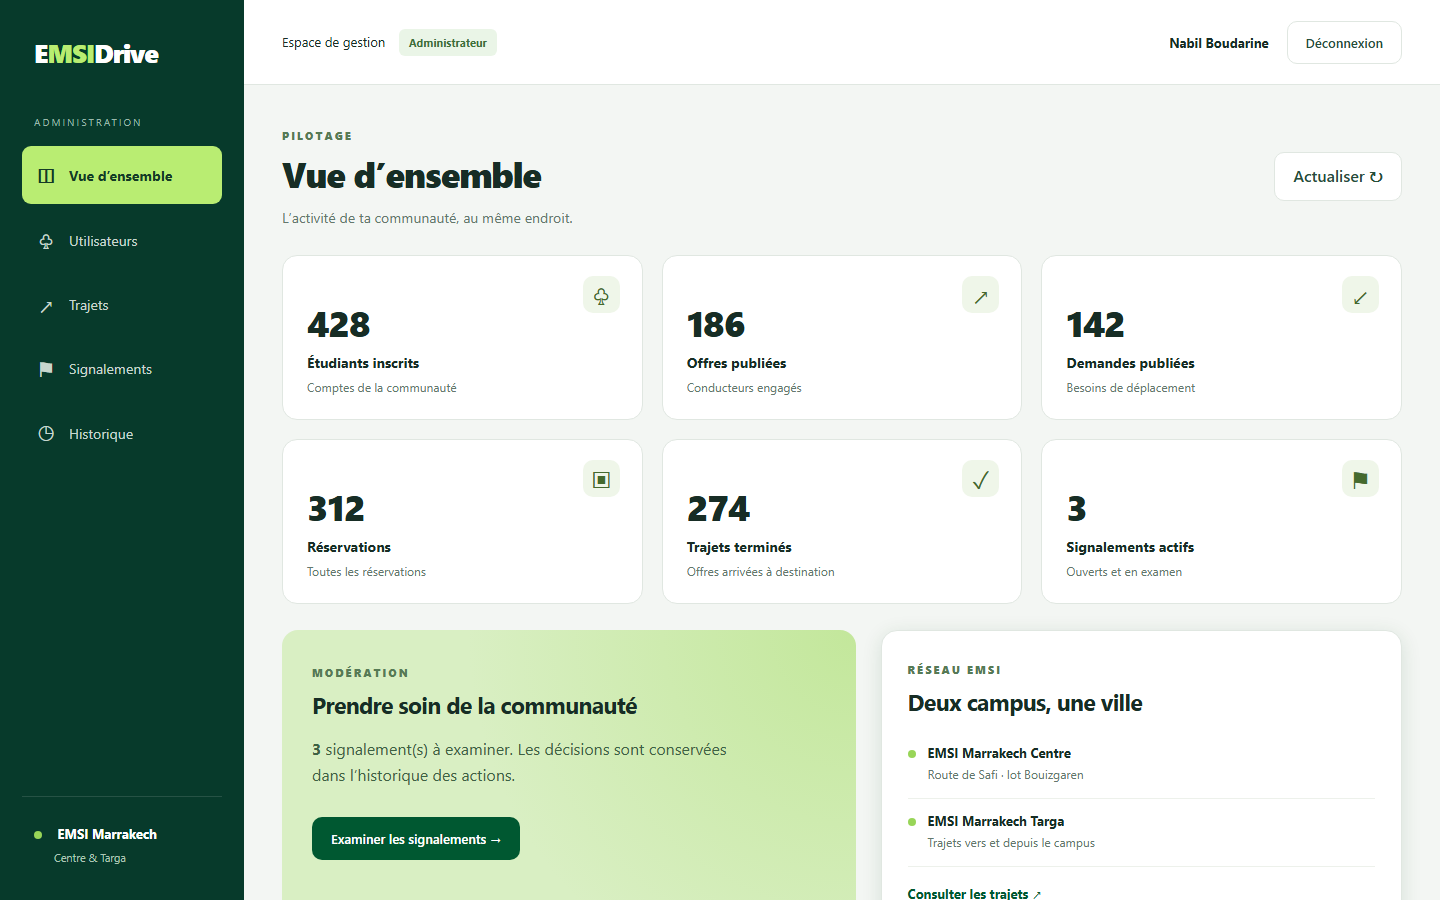 EMSIDrive
ADMINISTRATION
Vue d’ensemble
Utilisateurs
Trajets
Signalements
Historique
EMSI Marrakech
Centre & Targa
Espace de gestion
Administrateur
Nabil Boudarine
Déconnexion
PILOTAGE
Vue d’ensemble
L’activité de ta communauté, au même endroit.
Actualiser ↻
428
Étudiants inscrits
Comptes de la communauté
186
Offres publiées
Conducteurs engagés
142
Demandes publiées
Besoins de déplacement
312
Réservations
Toutes les réservations
274
Trajets terminés
Offres arrivées à destination
3
Signalements actifs
Ouverts et en examen
MODÉRATION
Prendre soin de la communauté
3 signalement(s) à examiner. Les décisions sont conservées
dans l’historique des actions.
Examiner les signalements →
RÉSEAU EMSI
Deux campus, une ville
EMSI Marrakech Centre
Route de Safi · lot Bouizgaren
EMSI Marrakech Targa
Trajets vers et depuis le campus
Consulter les trajets ↗